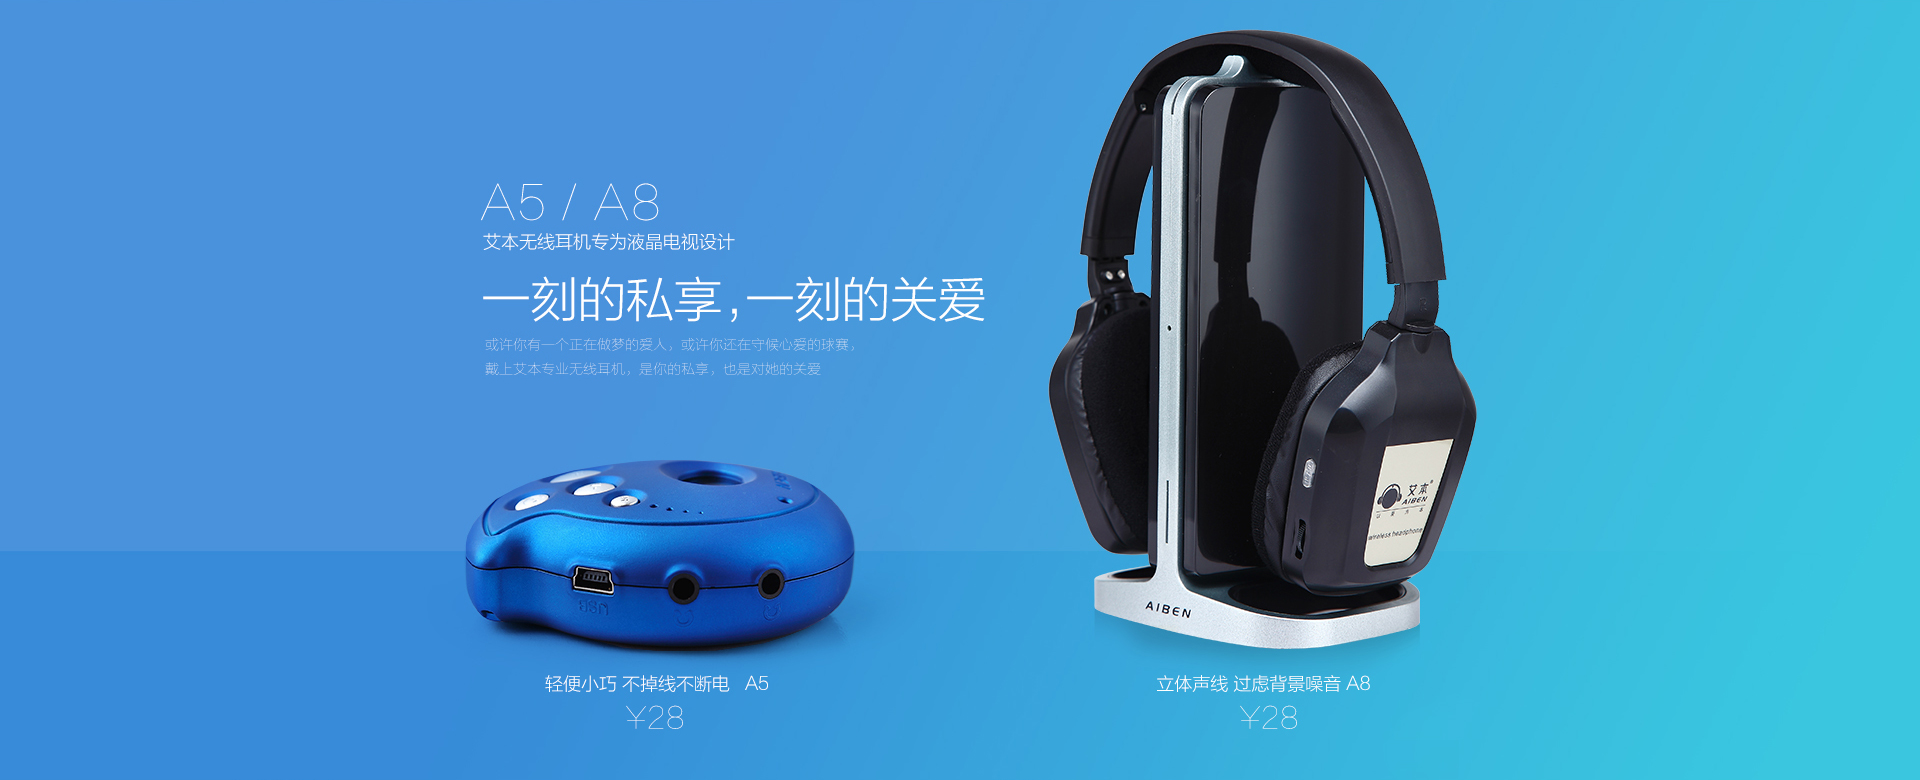 A5 / A8
艾本无线耳机专为液晶电视设计
一刻的私享，一刻的关爱
或许你有一个正在做梦的爱人，或许你还在守候心爱的球赛，
戴上艾本专业无线耳机，是你的私享，也是对她的关爱
USB
艾本®
AIBEN
wireless headphone
AIBEN
轻便小巧 不掉线不断电 A5
¥28
立体声线 过虑背景噪音 A8
¥28